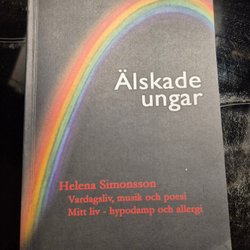 Älskade
ungar
Helena Simonsson
Vardagsliv, musik och poesi
Mitt liv - hypodamp och allergi